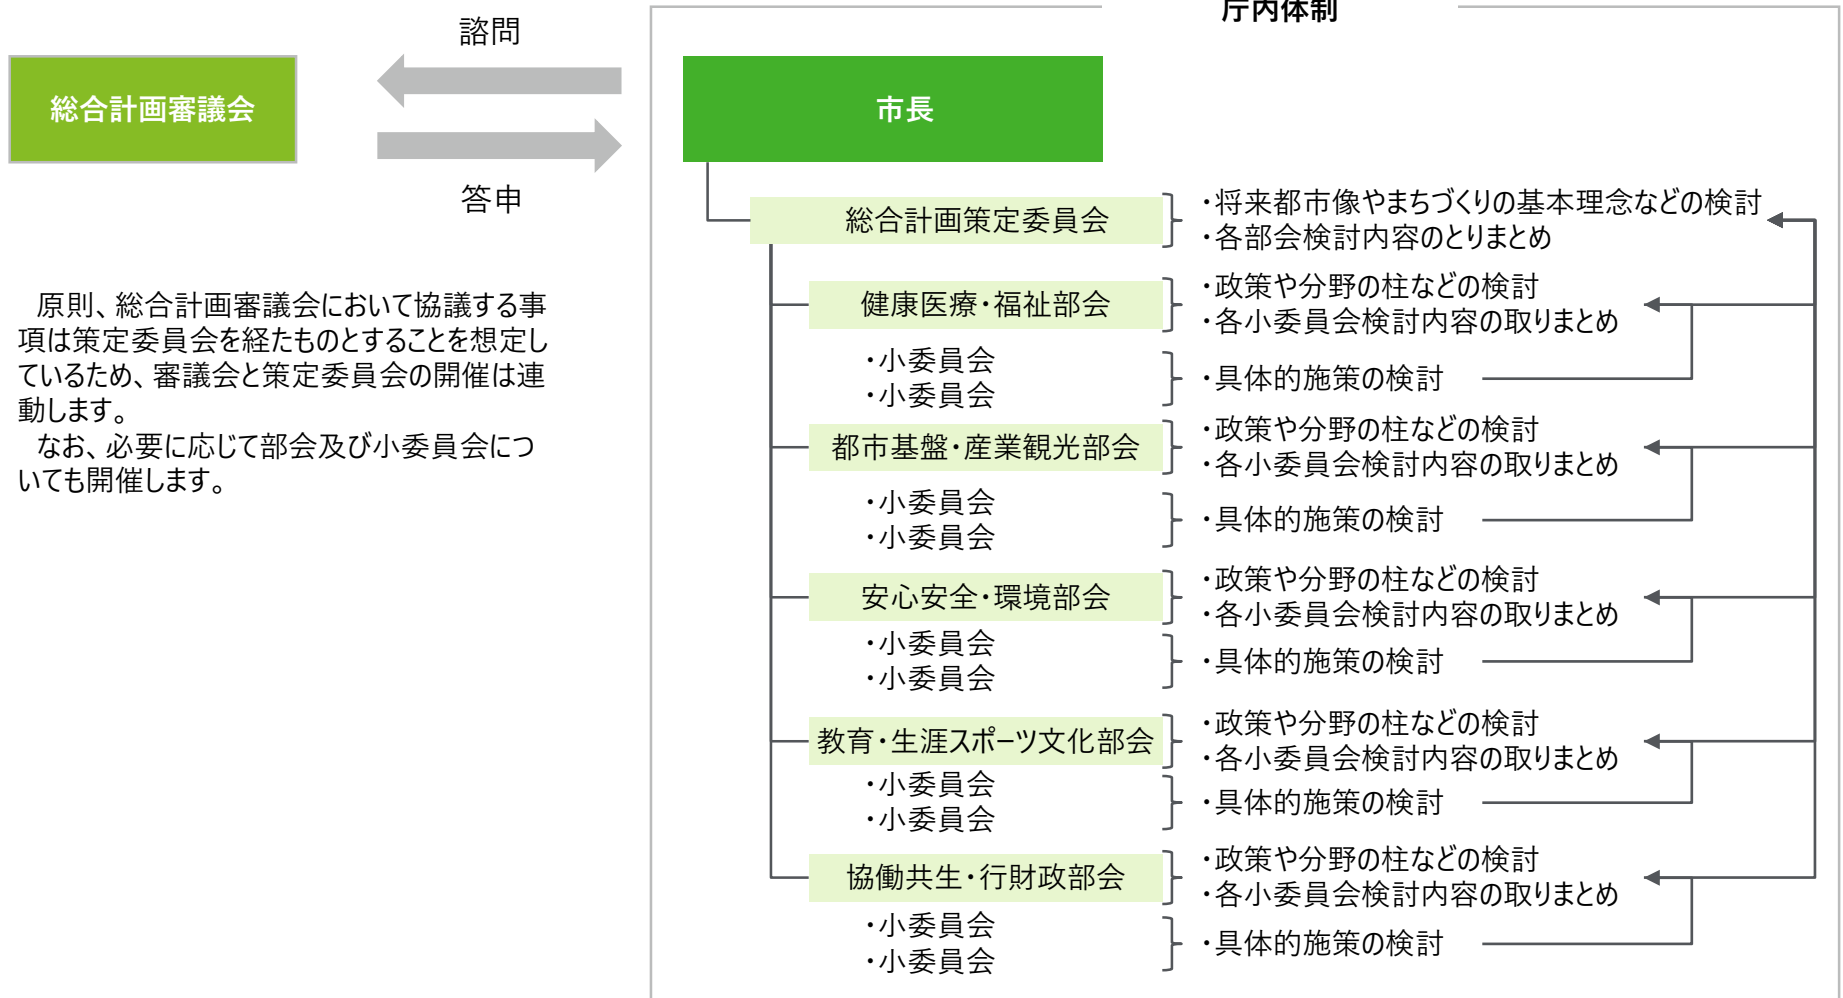 庁内体制
諮問
総合計画審議会
市長
答申
原則、総合計画審議会において協議する事
項は策定委員会を経たものとすることを想定し
ているため、審議会と策定委員会の開催は連
動します。
なお、必要に応じて部会及び小委員会につ
いても開催します。
総合計画策定委員会
・将来都市像やまちづくりの基本理念などの検討
・各部会検討内容のとりまとめ
健康医療・福祉部会
・政策や分野の柱などの検討
・各小委員会検討内容の取りまとめ
・小委員会
・小委員会
・具体的施策の検討
都市基盤・産業観光部会
・政策や分野の柱などの検討
・各小委員会検討内容の取りまとめ
・小委員会
・小委員会
・具体的施策の検討
安心安全・環境部会
・政策や分野の柱などの検討
・各小委員会検討内容の取りまとめ
・小委員会
・小委員会
・具体的施策の検討
教育・生涯スポーツ文化部会
・政策や分野の柱などの検討
・各小委員会検討内容の取りまとめ
・小委員会
・小委員会
・具体的施策の検討
協働共生・行財政部会
・政策や分野の柱などの検討
・各小委員会検討内容の取りまとめ
・小委員会
・小委員会
・具体的施策の検討